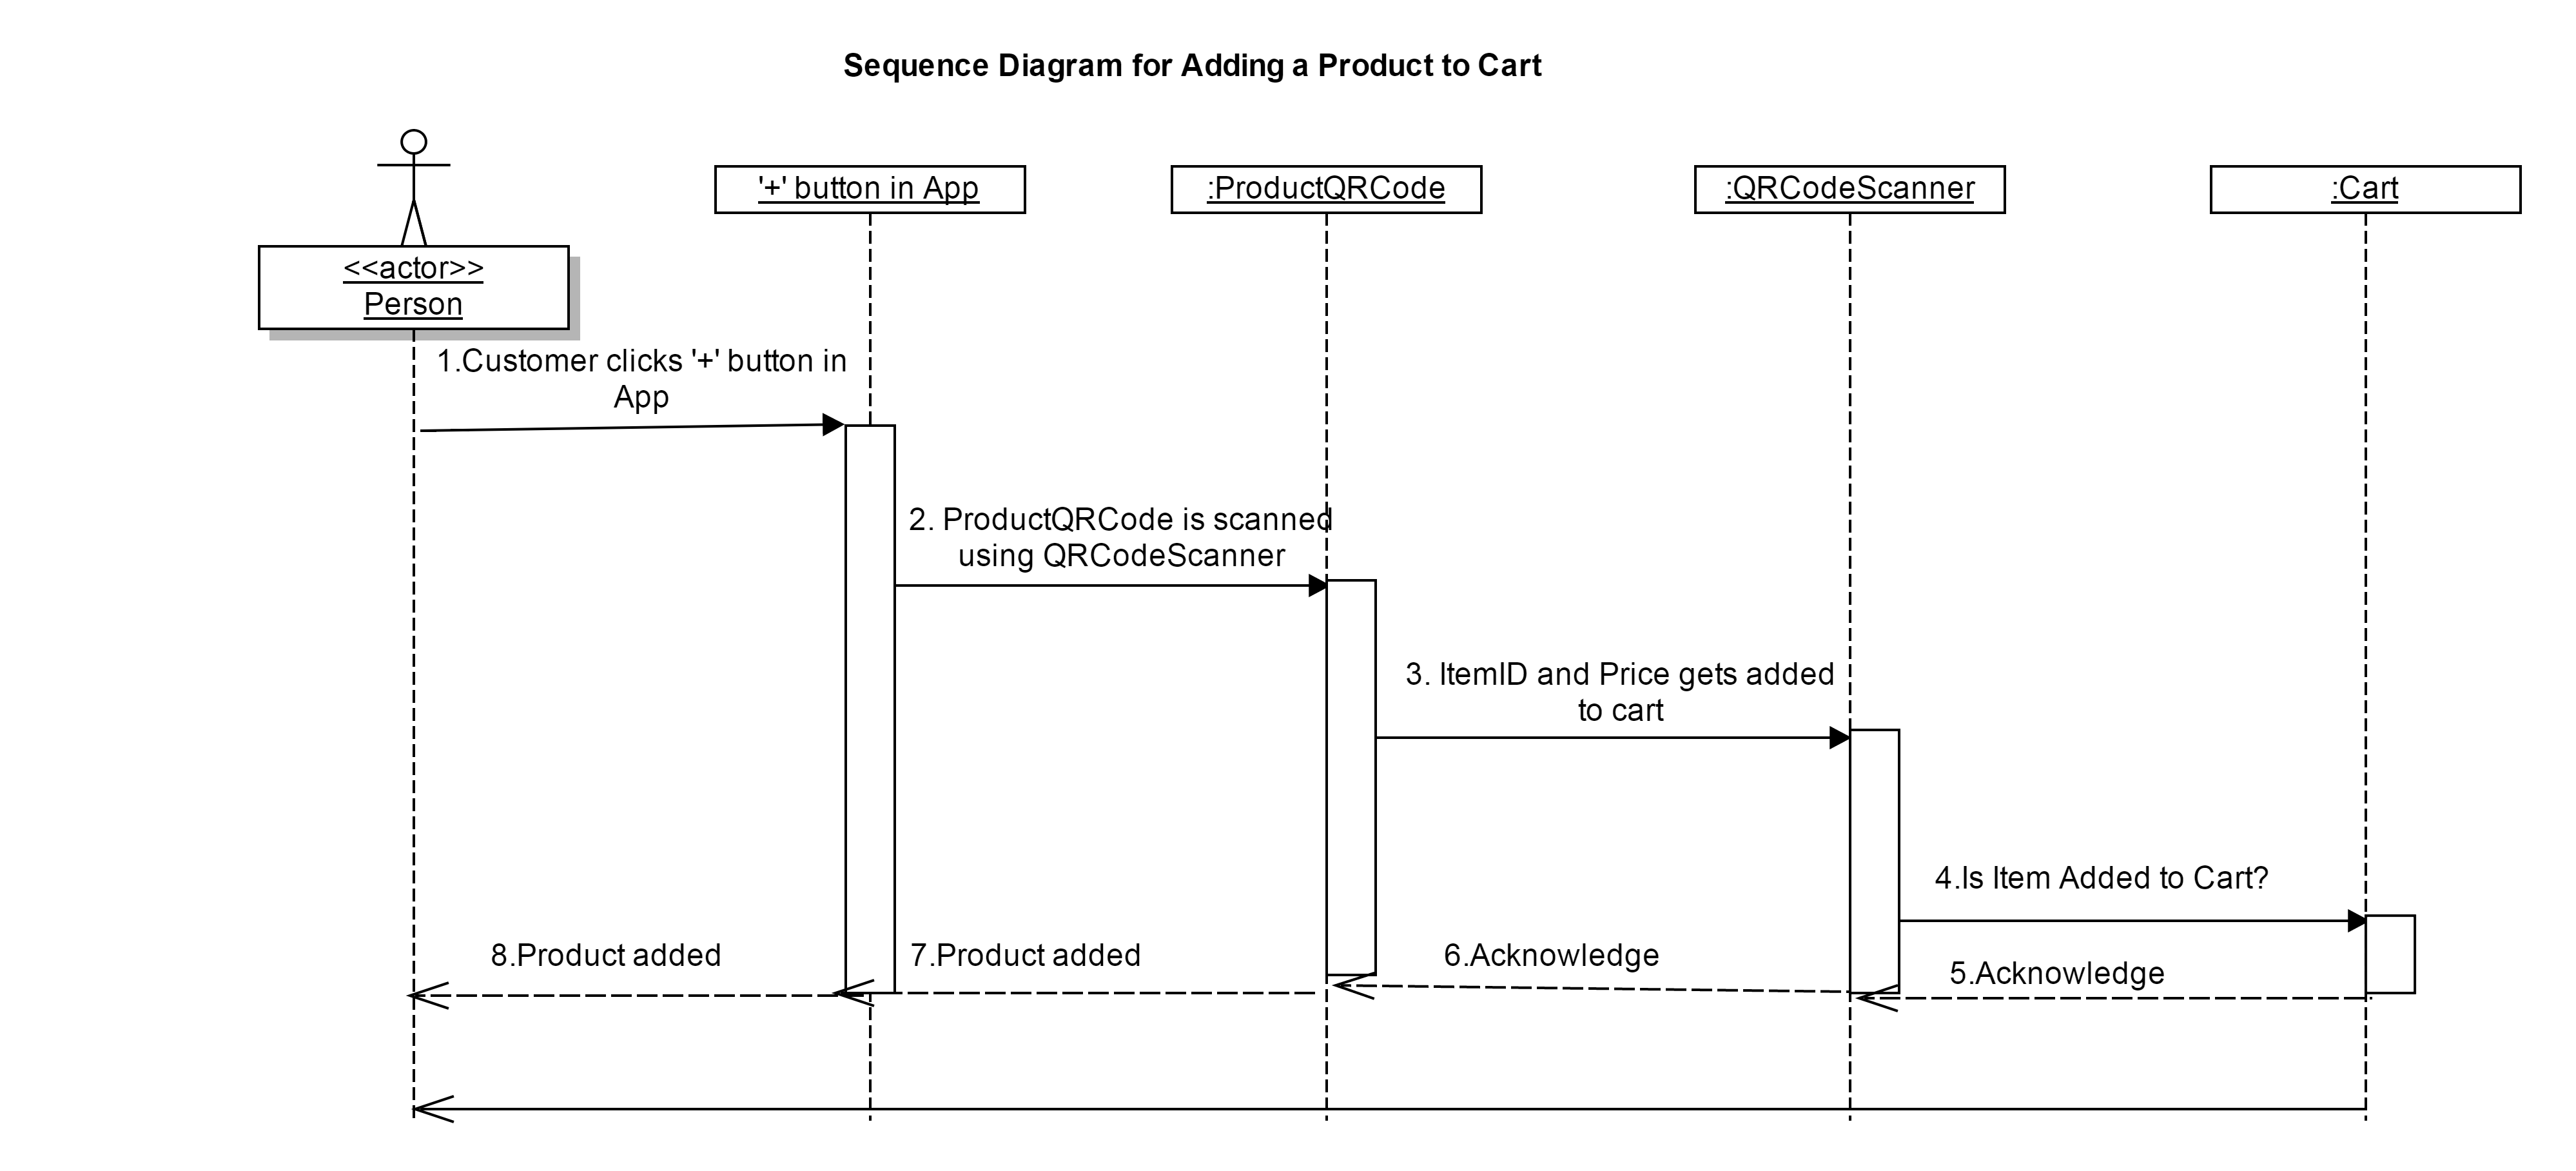 Sequence Diagram for Adding a Product to Cart
'+' button in App
:ProductQRCode
:QRCodeScanner
:Cart
<<actor>>
Person
1.Customer clicks '+' button in
App
2. ProductQRCode is scanned
using QRCodeScanner
3. ItemID and Price gets added
to cart
4.Is Item Added to Cart?
8.Product added
7.Product added
6.Acknowledge
5.Acknowledge